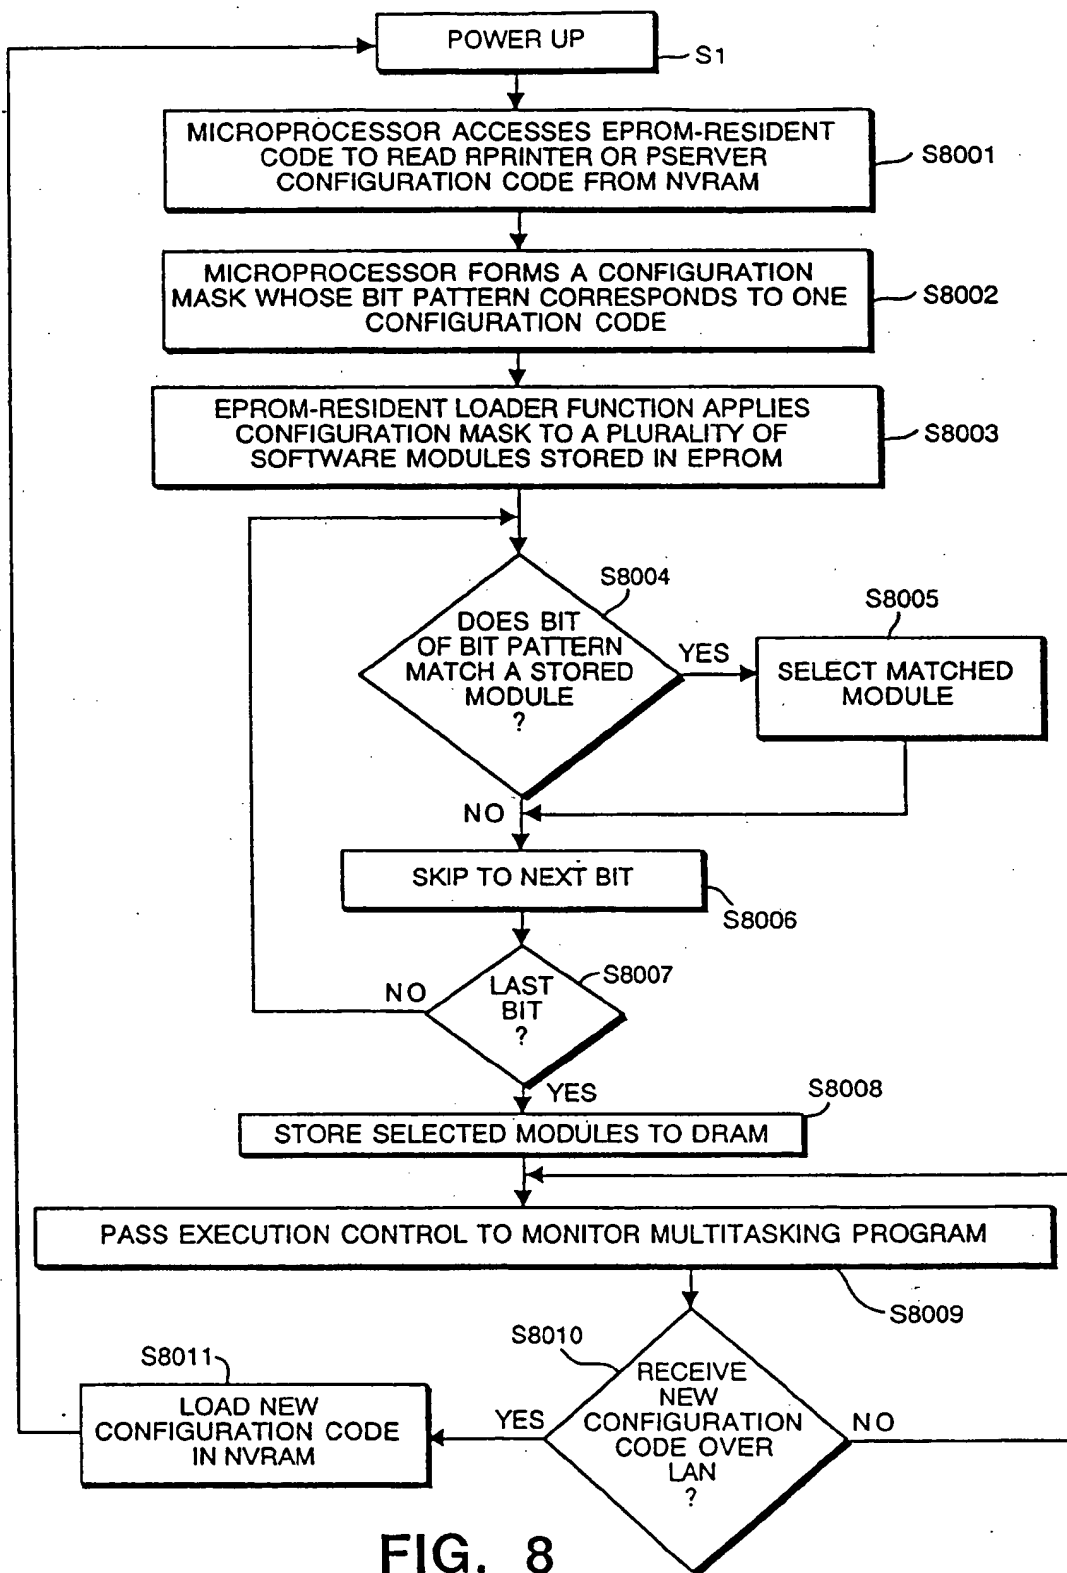 POWER UP
S1
MICROPROCESSOR ACCESSES EPROM-RESIDENT
CODE TO READ RPRINTER OR PSERVER
CONFIGURATION CODE FROM NVRAM
S8001
MICROPROCESSOR FORMS A CONFIGURATION
MASK WHOSE BIT PATTERN CORRESPONDS TO ONE
CONFIGURATION CODE
S8002
EPROM-RESIDENT LOADER FUNCTION APPLIES
CONFIGURATION MASK TO A PLURALITY OF
SOFTWARE MODULES STORED IN EPROM
S8003
S8004
DOES BIT
OF BIT PATTERN
MATCH A STORED
MODULE
?
YES
S8005
SELECT MATCHED
MODULE
NO
SKIP TO NEXT BIT
S8006
S8007
LAST
BIT
?
NO
YES
S8008
STORE SELECTED MODULES TO DRAM
PASS EXECUTION CONTROL TO MONITOR MULTITASKING PROGRAM
S8009
S8010
RECEIVE
NEW
CONFIGURATION
CODE OVER
LAN
?
NO
YES
S8011
LOAD NEW
CONFIGURATION CODE
IN NVRAM
FIG. 8